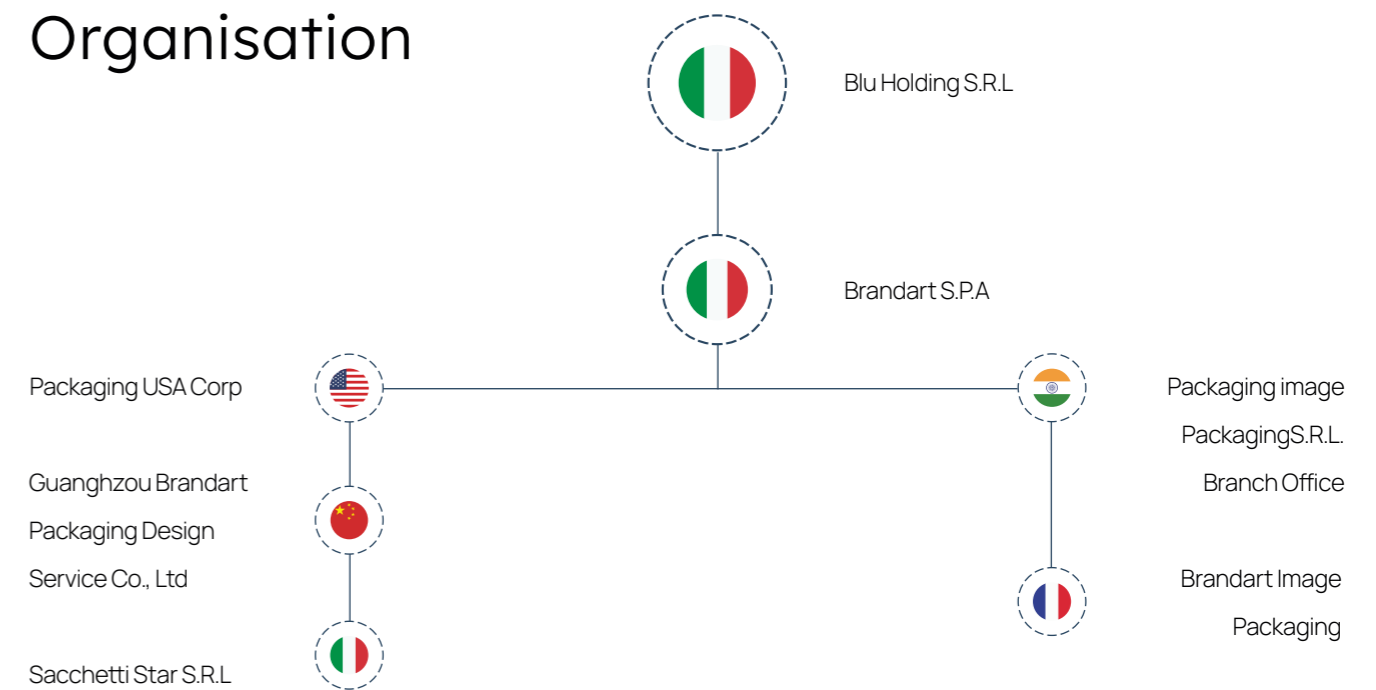 Organisation
Blu Holding S.R.L
Brandart S.P.A
Packaging USA Corp
Guanghzou Brandart
Packaging Design
Service Co., Ltd
Sacchetti Star S.R.L
Packaging image
PackagingS.R.L.
Branch Office
Brandart Image
Packaging